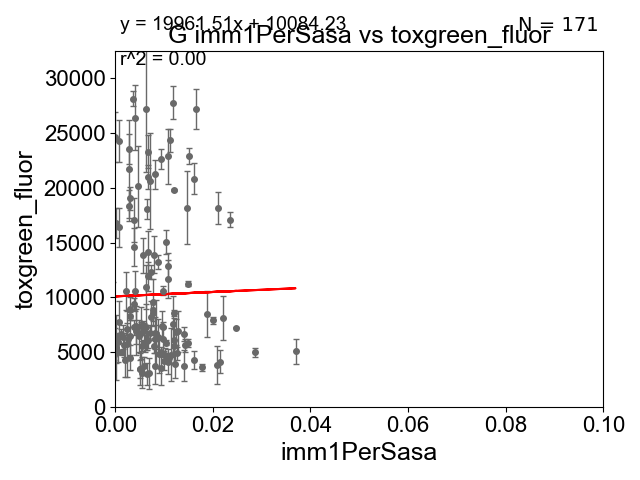 y = 19961.51x + 10084.23
N = 171
G imm1PerSasa vs toxgreen_fluor
r^2 = 0.00
30000
25000
20000
15000
10000
5000
0
toxgreen_fluor
0.00
0.02
0.04
0.06
0.08
0.10
imm1PerSasa